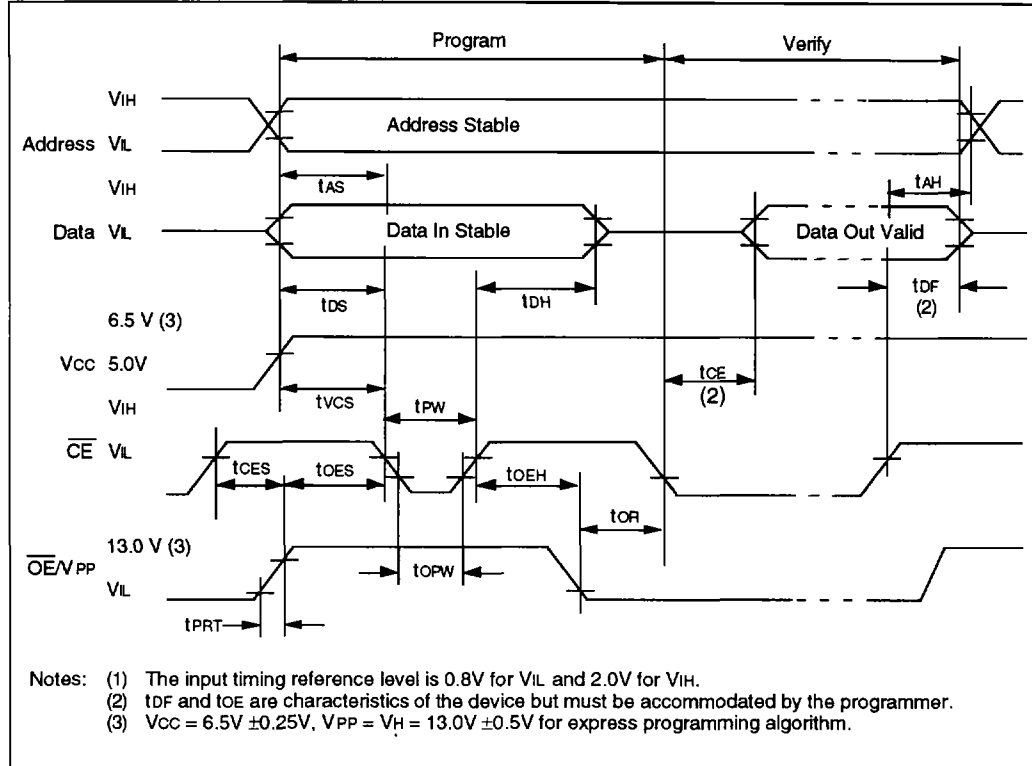 Program
Verify
VIH
Address Stable
Address VIL
tAS
tAH
VIH
Data VIL
Data In Stable
Data Out Valid
tDS
tDH
tDF
(2)
6.5 V (3)
VCC 5.0V
tVCS
tCE
(2)
VIH
tPW
CE VIL
tCES
tOES
tOEH
tOR
13.0 V (3)
OE/VPP
tOPW
VIL
tPRT
Notes: (1) The input timing reference level is 0.8V for VIL and 2.0V for VIH.
(2) tDF and tOE are characteristics of the device but must be accommodated by the programmer.
(3) VCC = 6.5V ±0.25V, VPP = VH = 13.0V ±0.5V for express programming algorithm.